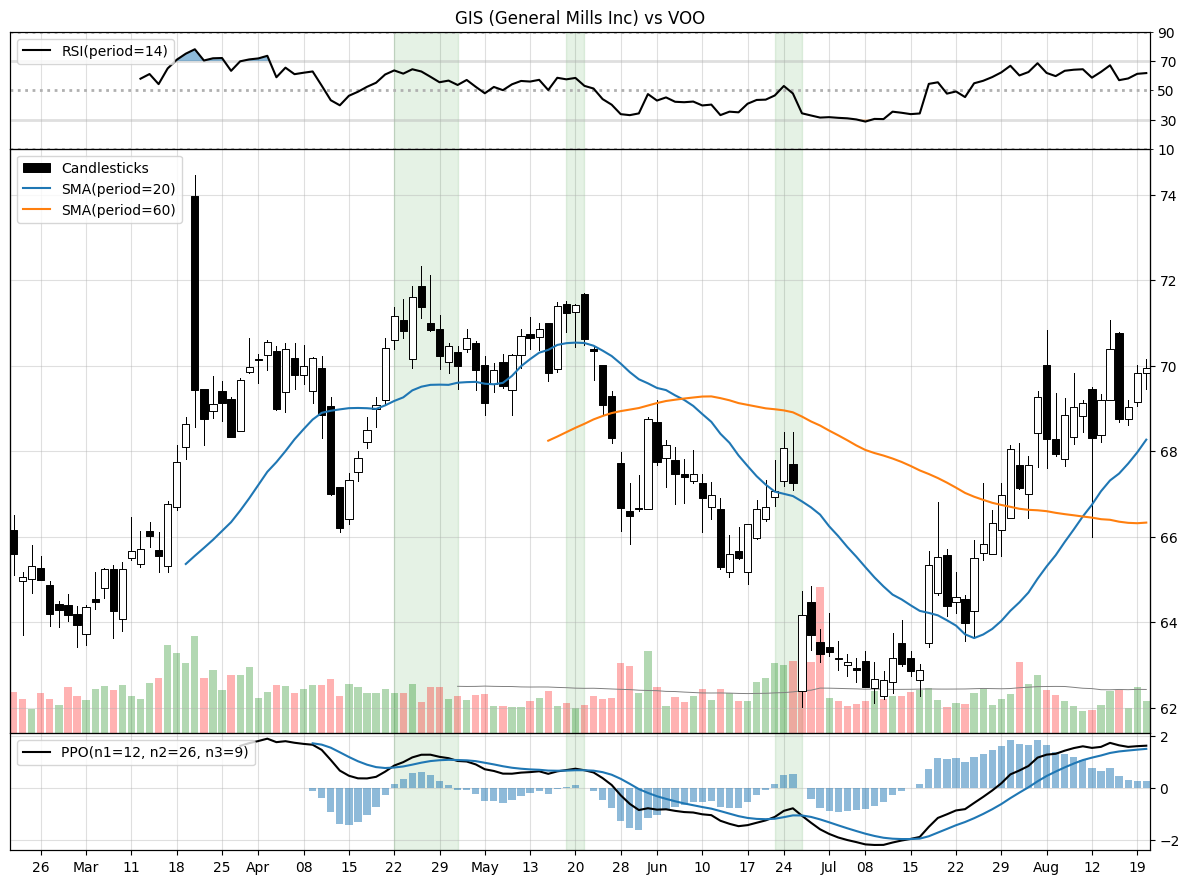 GIS (General Mills Inc) vs VOO
RSI(period=14)
90
70
50
30
10
Candlesticks
SMA(period=20)
SMA(period=60)
74
72
70
68
66
64
62
PPO(n1=12, n2=26, n3=9)
2
0
−2
26 Mar 11 18 25 Apr 08 15 22 29 May 13 20 28 Jun 10 17 24 Jul 08 15 22 29 Aug 12 19